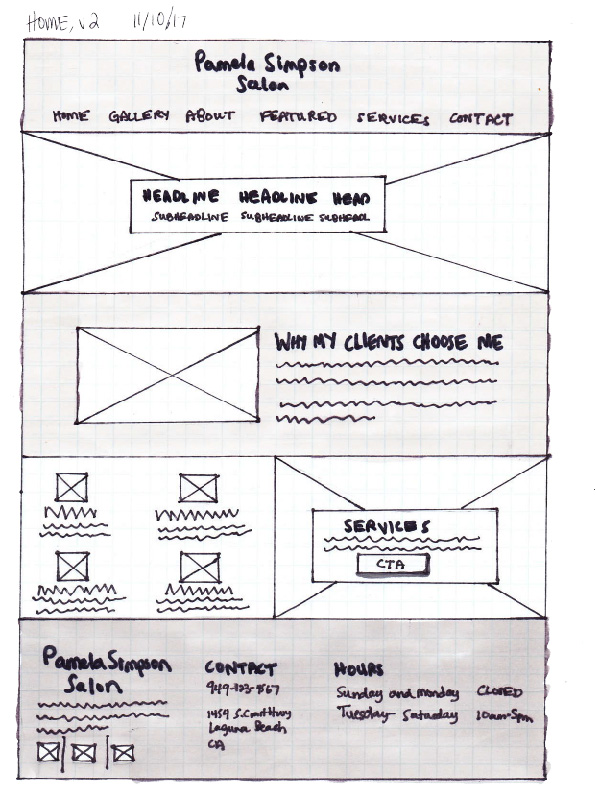 HOME, v2 11/10/17
Pamela Simpson
Salon
HOME GALLERY ABOUT FEATURED SERVICES CONTACT
HEADLINE HEADLINE HEAD
SUBHEADLINE SUBHEADLINE SUBHEADL
WHY MY CLIENTS CHOOSE ME
SERVICES
CTA
Pamela Simpson
Salon
CONTACT
949-123-4567
S. Coast Hwy
Laguna Beach
CA
HOURS
Sunday and Monday CLOSED
Tuesday - Saturday 10am-5pm